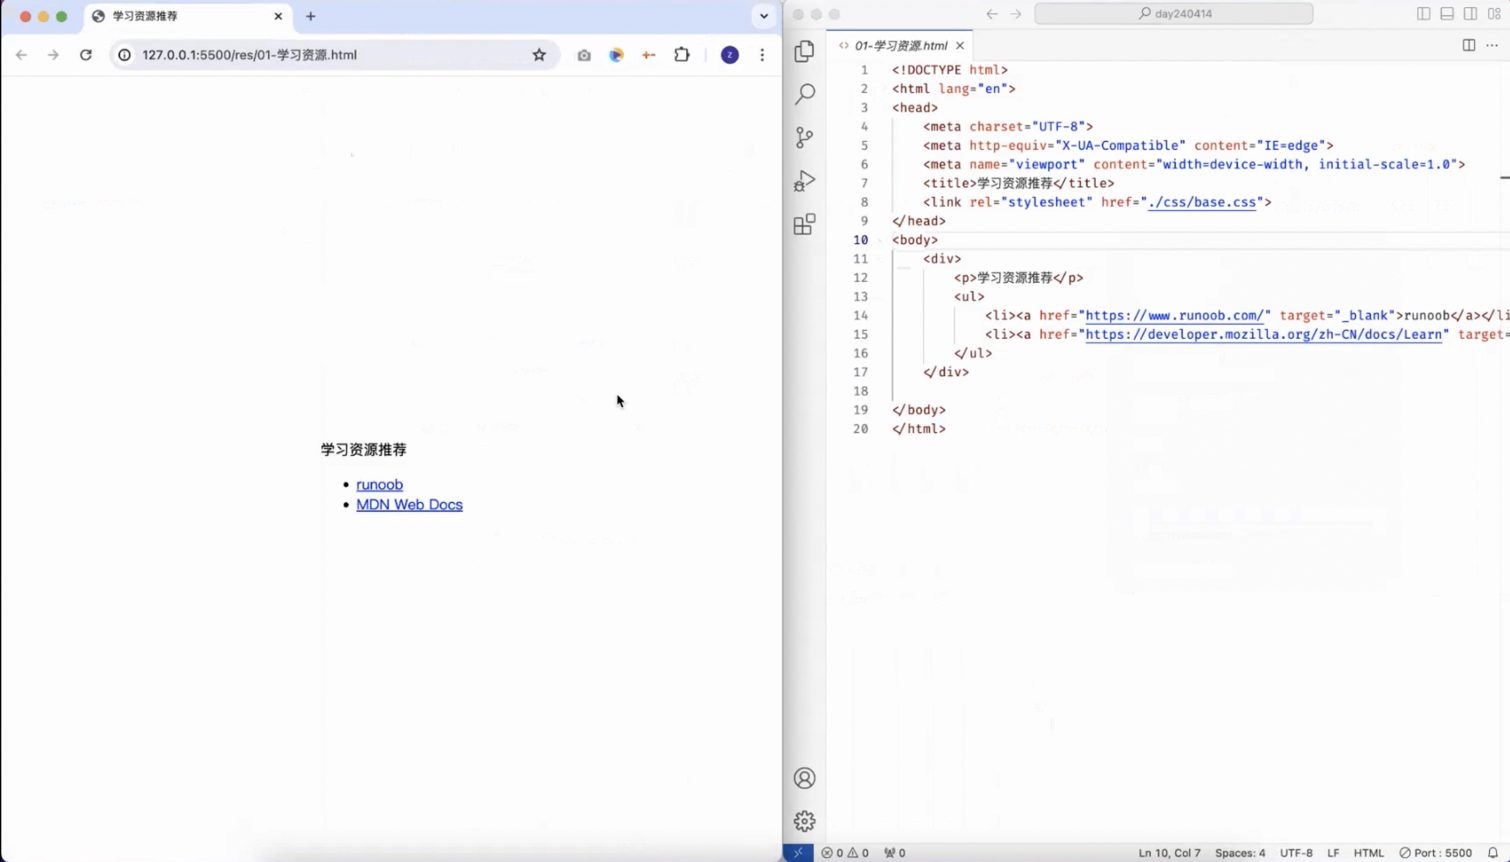 学习资源推荐
127.0.0.1:5500/res/01-学习资源.html
z
学习资源推荐
runoob
MDN Web Docs
day240414
01-学习资源.html
1 <!DOCTYPE html>
2 <html lang="en">
3 <head>
4 <meta charset="UTF-8">
5 <meta http-equiv="X-UA-Compatible" content="IE=edge">
6 <meta name="viewport" content="width=device-width, initial-scale=1.0">
7 <title>学习资源推荐</title>
8 <link rel="stylesheet" href="./css/base.css">
9 </head>
10 <body>
11 <div>
12 <p>学习资源推荐</p>
13 <ul>
14 <li><a href="https://www.runoob.com/" target="_blank">runoob</a></li
15 <li><a href="https://developer.mozilla.org/zh-CN/docs/Learn" target=
16 </ul>
17 </div>
18
19 </body>
20 </html>
0 0 0 Ln 10, Col 7 Spaces: 4 UTF-8 LF HTML Port : 5500